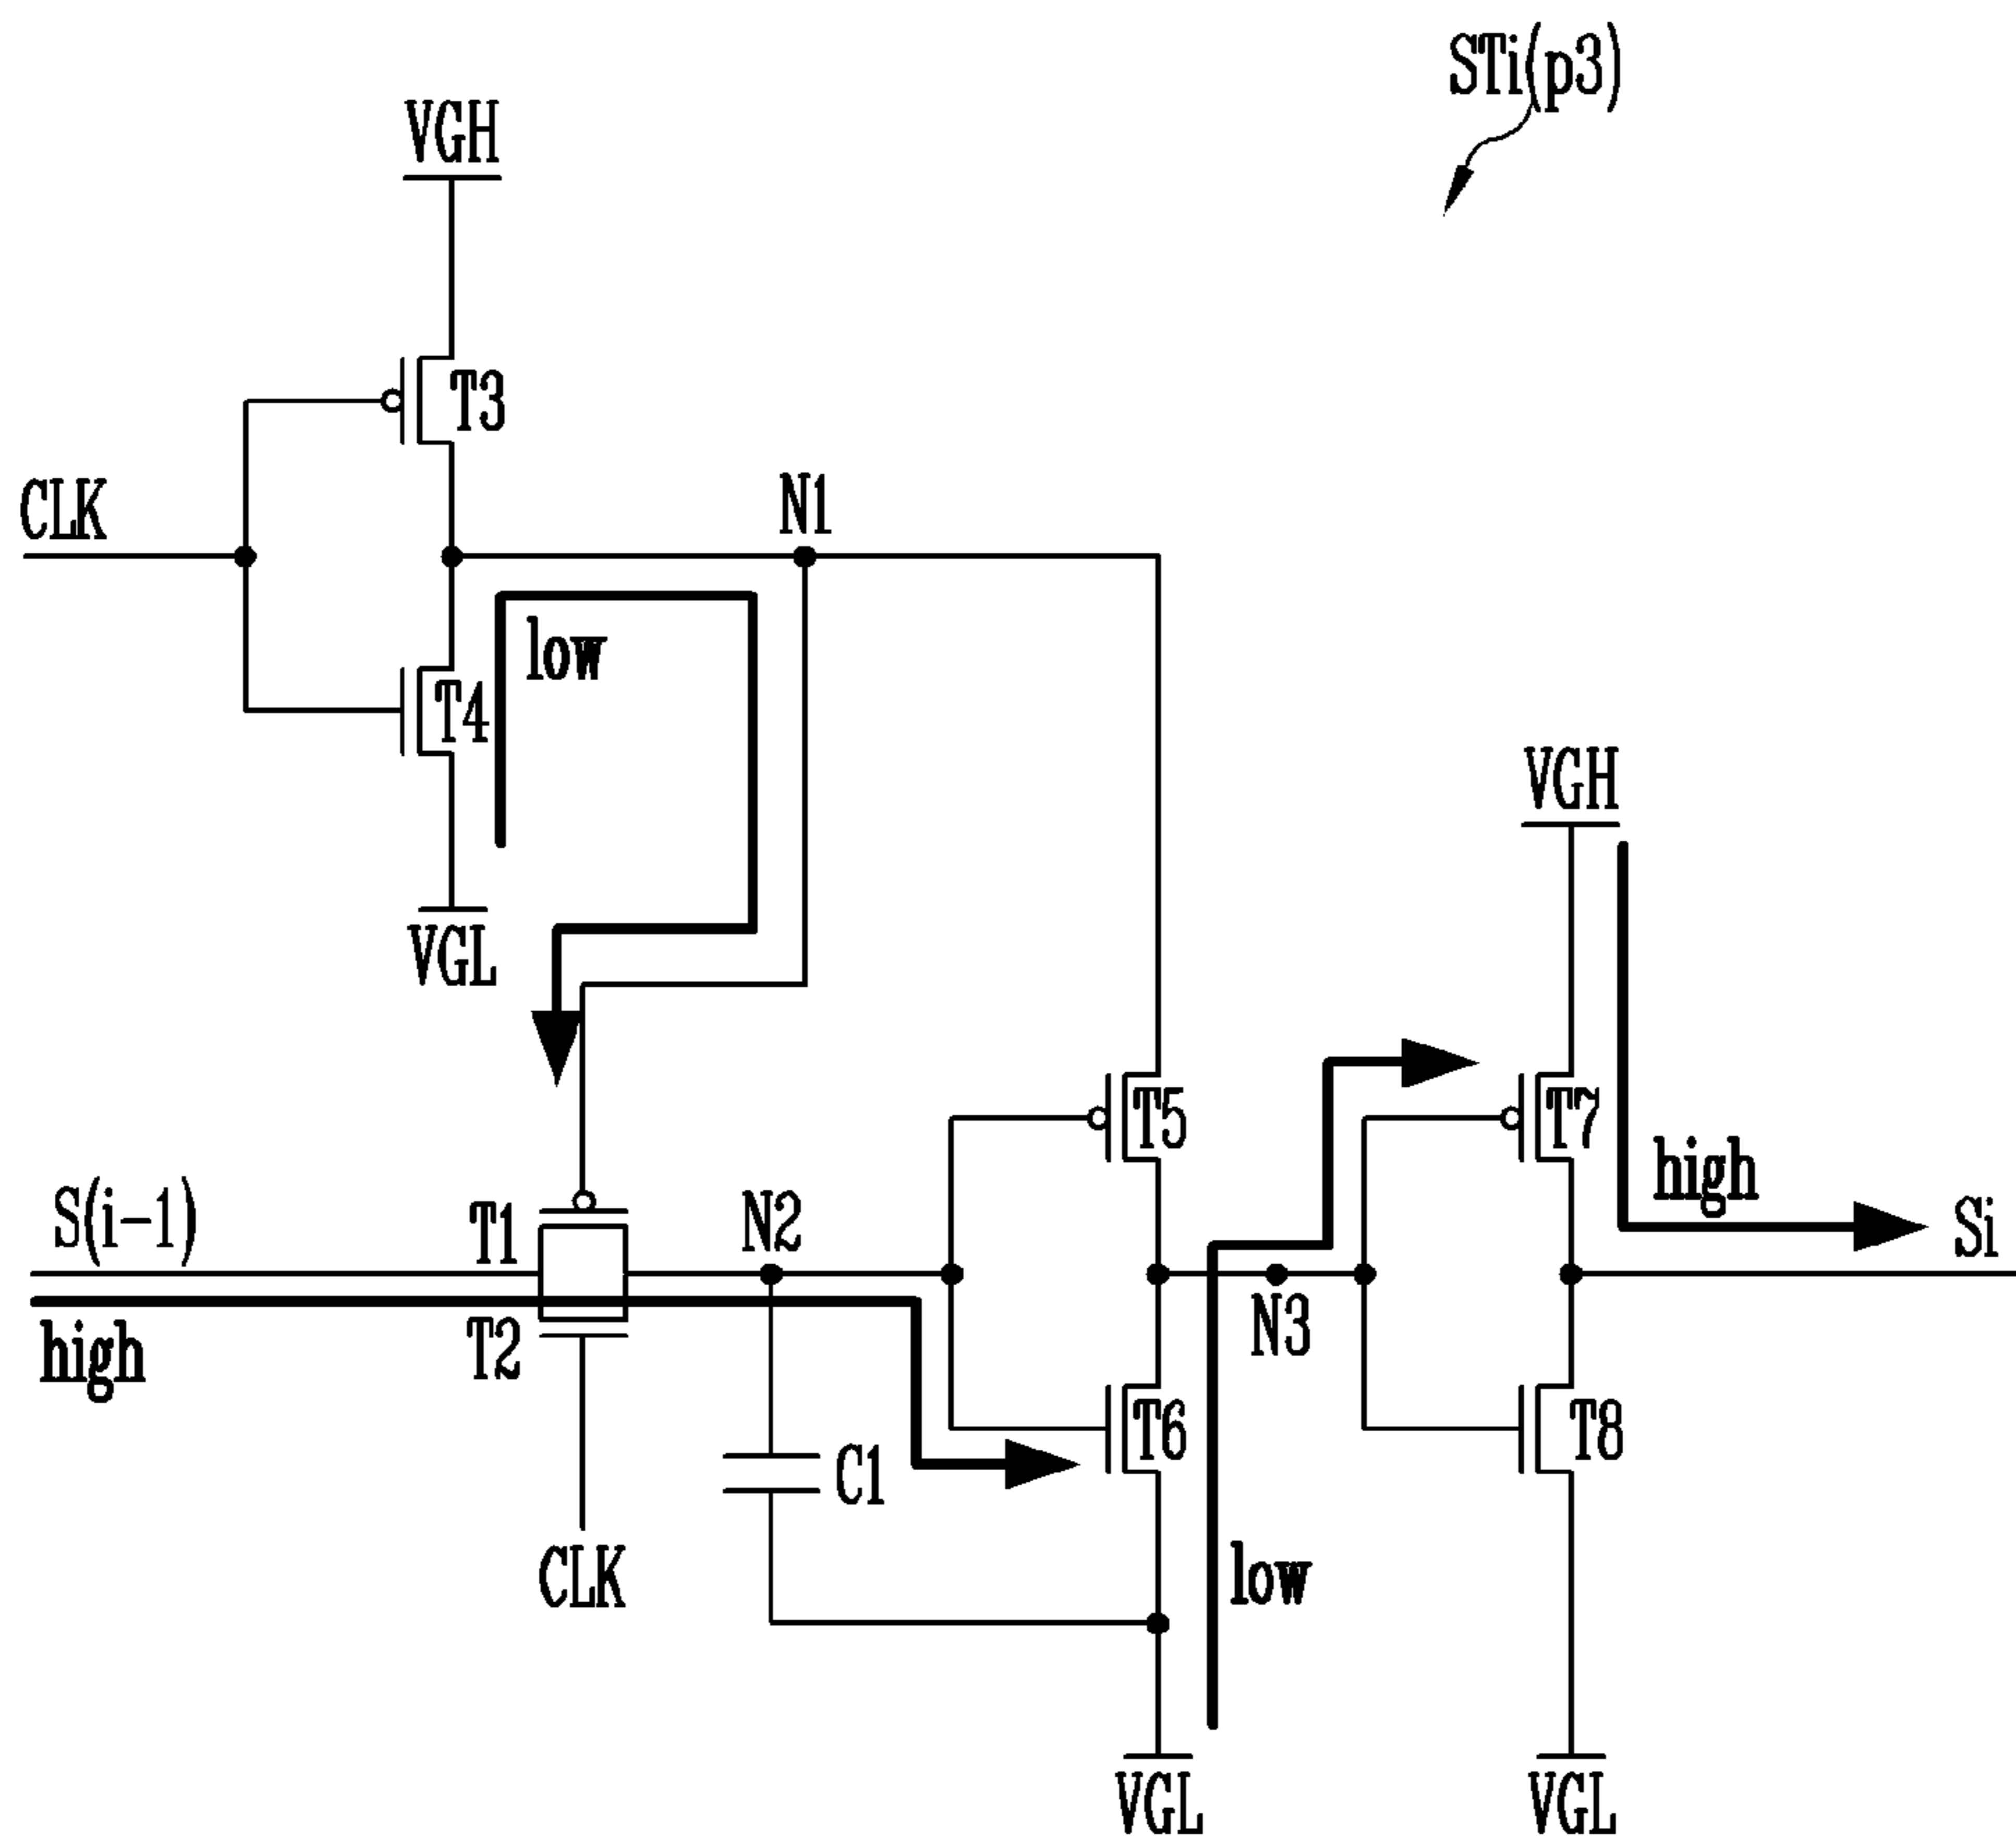 STi(p3)
VGH
T3
CLK
N1
low
T4
VGH
VGL
T5
T7
high
S(i-1)
T1
N2
Si
high
T2
N3
C1
T6
T8
CLK
low
VGL
VGL